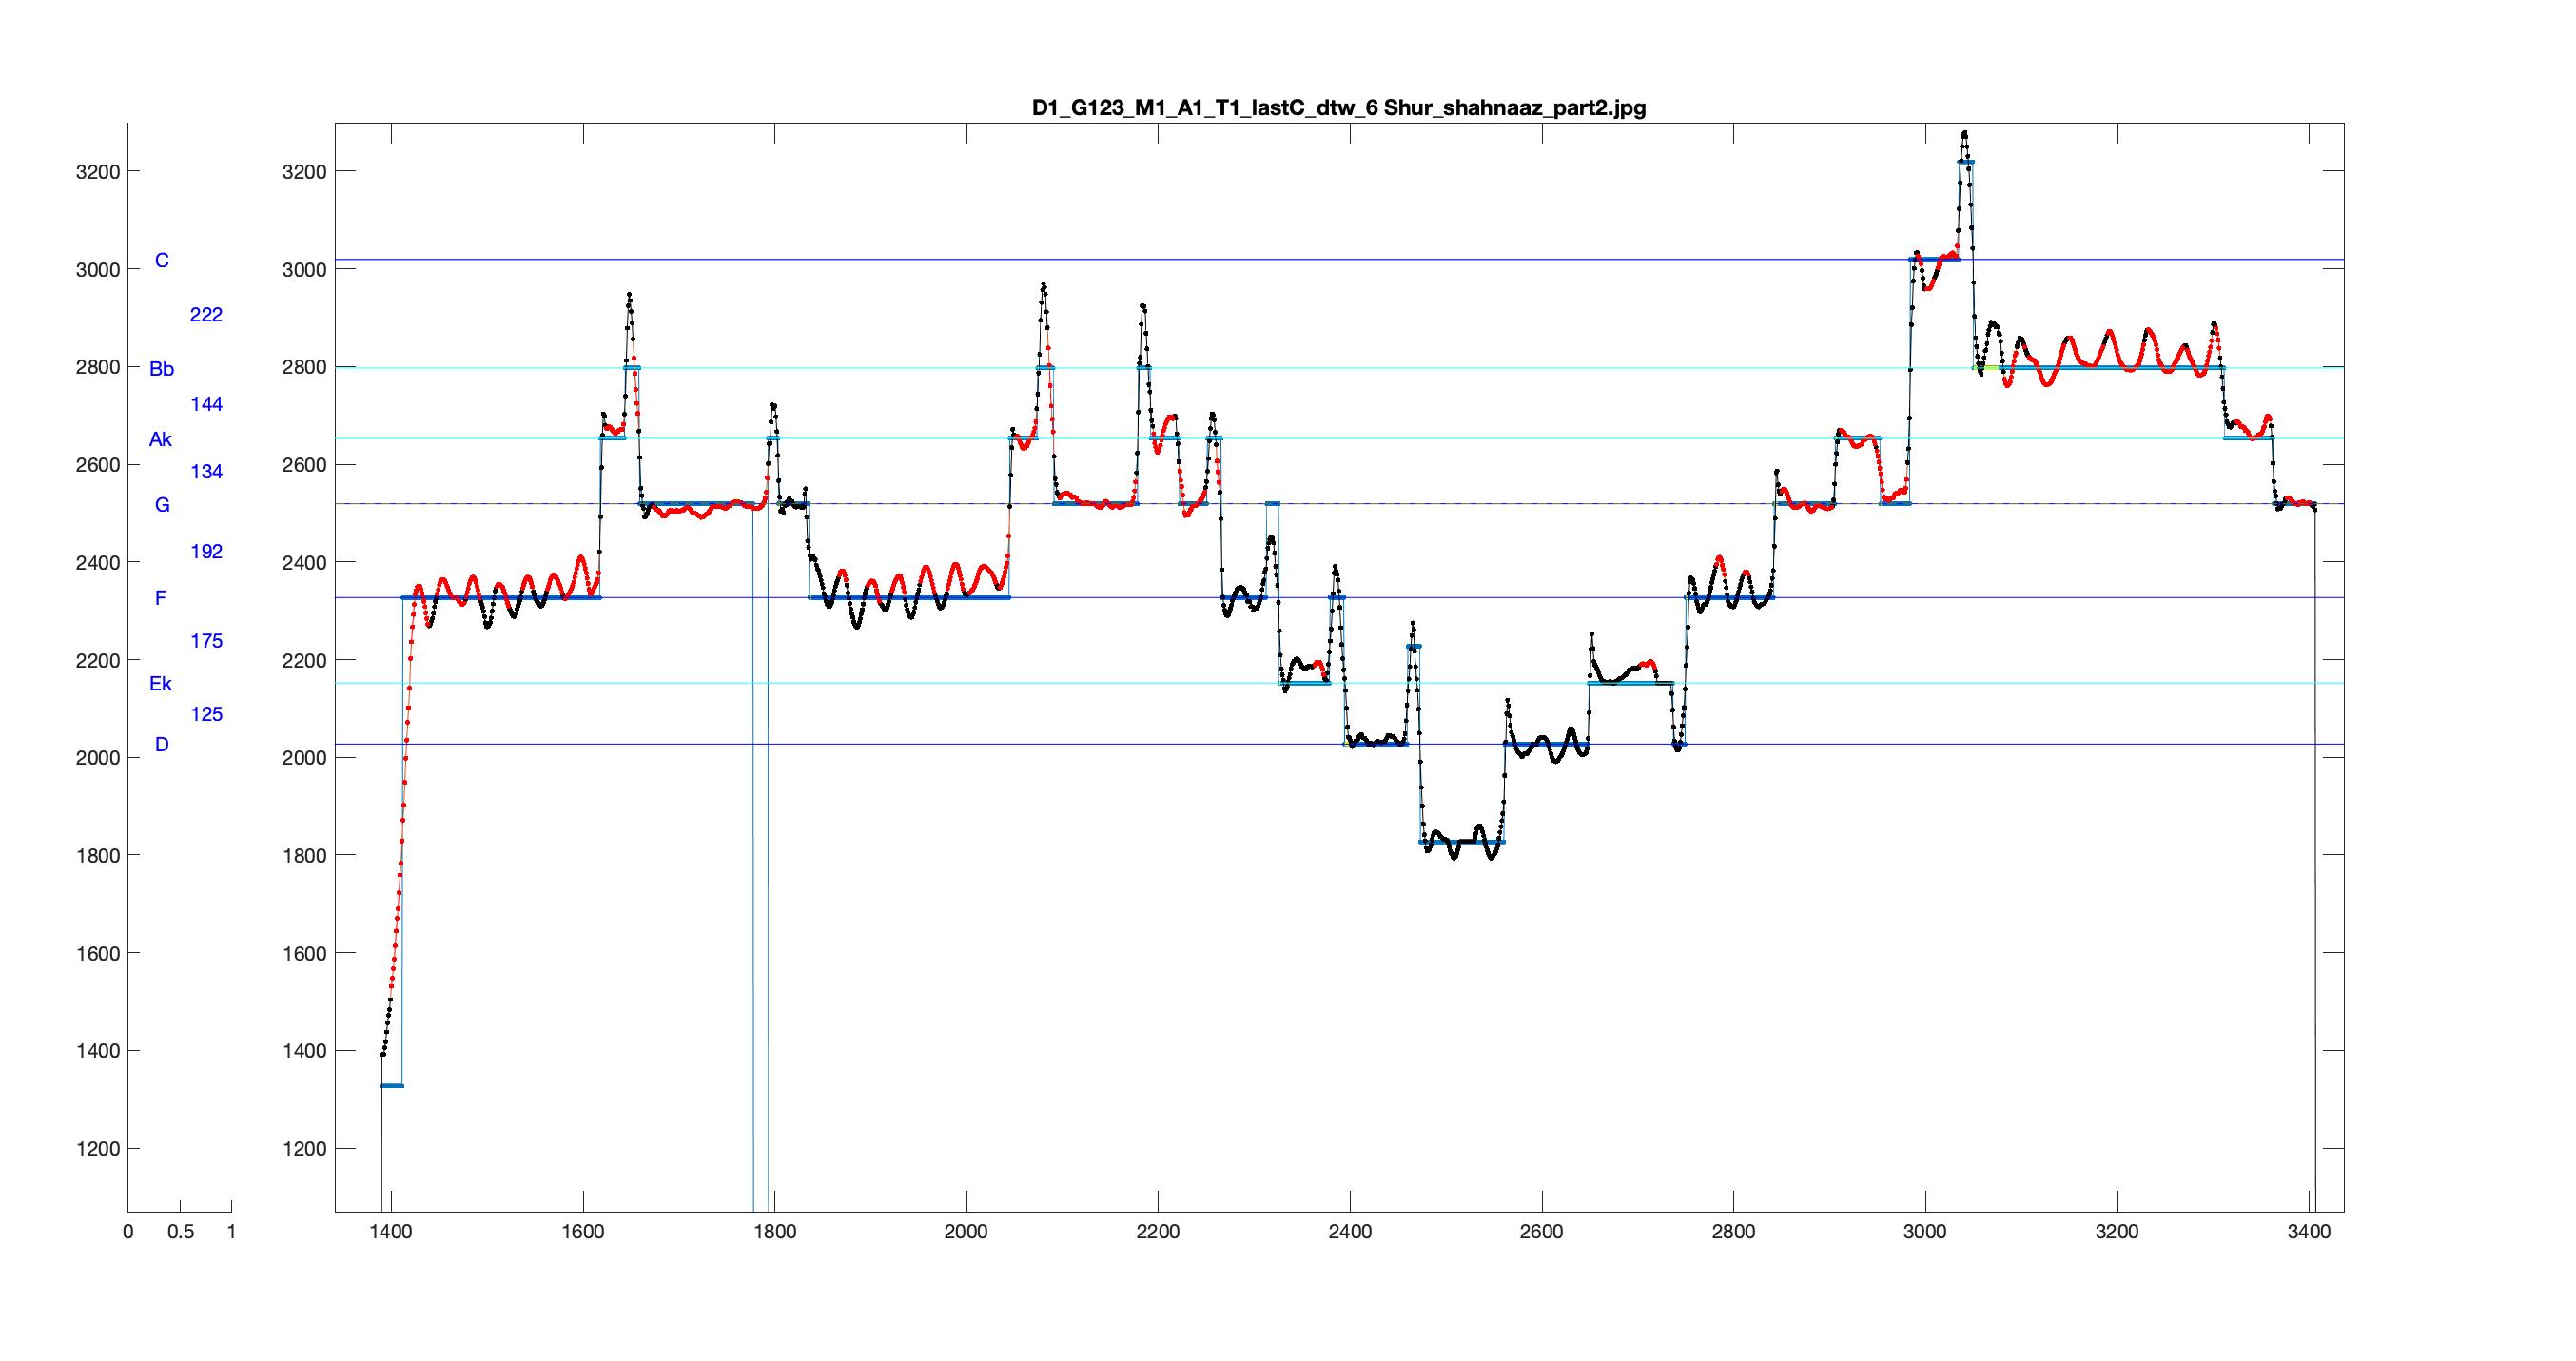 D1_G123_M1_A1_T1_lastC_dtw_6 Shur_shahnaaz_part2.jpg
3200 3200
C
3000 3000
222
2800 Bb 2800
144
Ak
2600 134 2600
G
192
2400 2400
F
175
2200 2200
Ek
125
D
2000 2000
1800 1800
1600 1600
1400 1400
1200 1200
0 0.5 1 1400 1600 1800 2000 2200 2400 2600 2800 3000 3200 3400